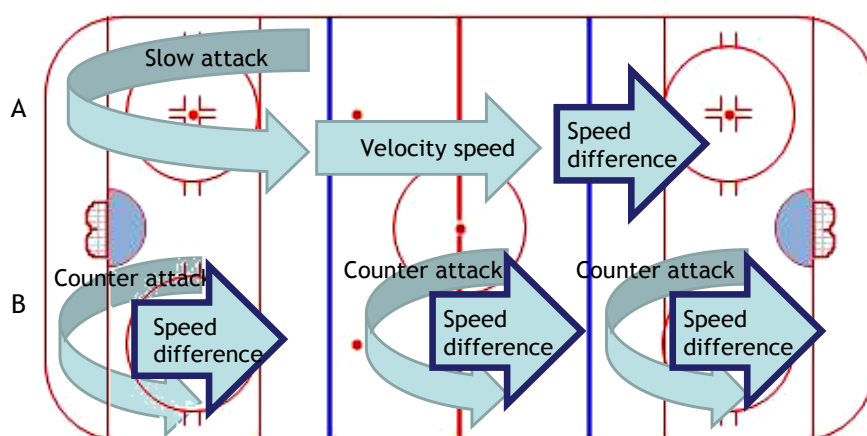 Slow attack
A
Velocity speed
Speed
difference
Counter attack
Counter attack
Counter attack
B
Speed
difference
Speed
difference
Speed
difference